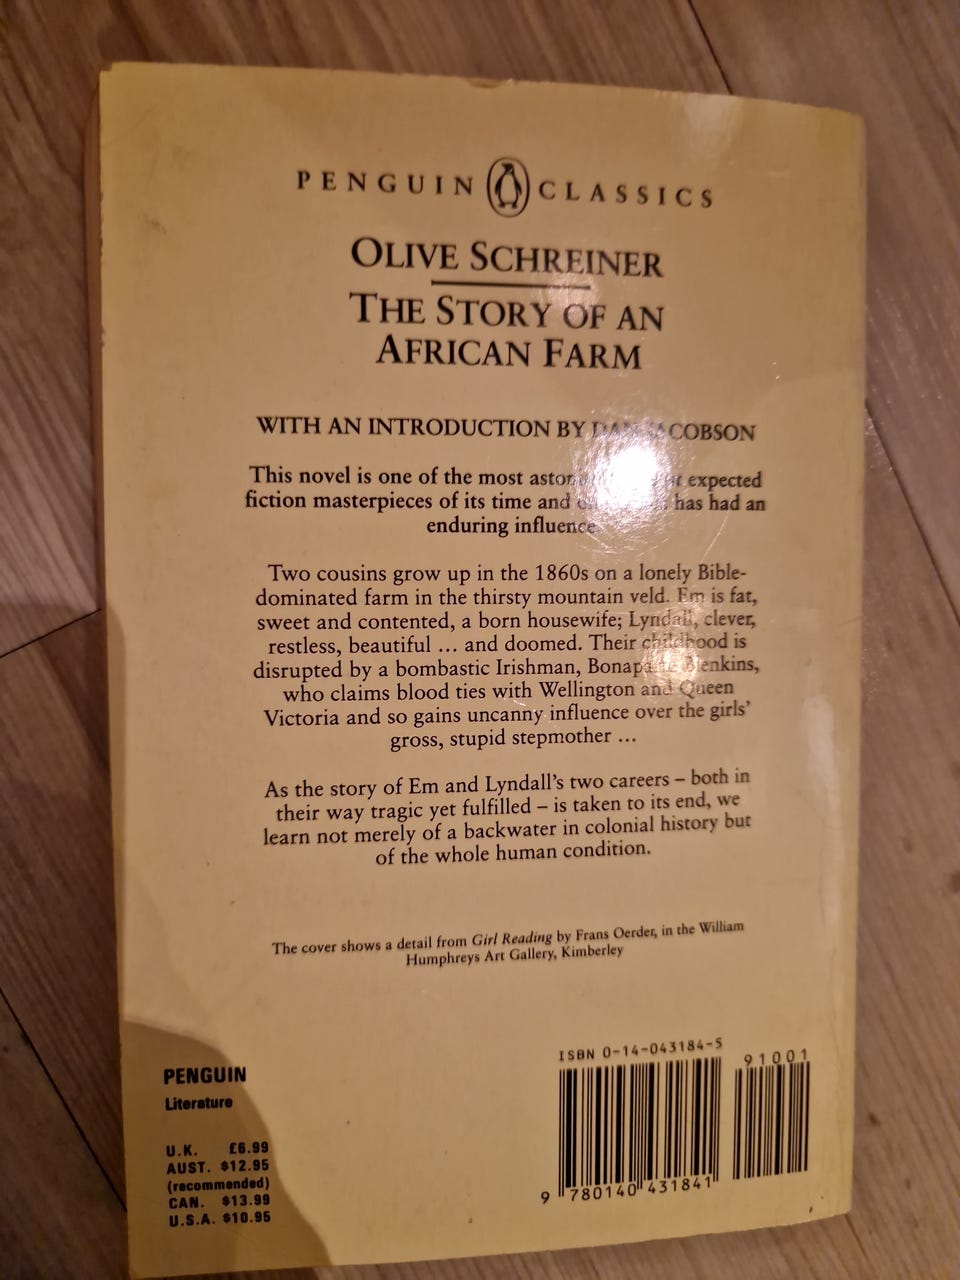 PENGUIN CLASSICS
OLIVE SCHREINER
THE STORY OF AN
AFRICAN FARM
WITH AN INTRODUCTION BY DAN JACOBSON
This novel is one of the most expected
fiction masterpieces of its time and has had an
enduring influence.
Two cousins grow up in the 1860s on a lonely Bible-
dominated farm in the thirsty mountain veld. Em is fat,
sweet and contented, a born housewife; Lyndall, clever,
restless, beautiful ... and doomed. Their childhood is
disrupted by a bombastic Irishman, Bonaparte Blenkins,
who claims blood ties with Wellington and Queen
Victoria and so gains uncanny influence over the girls'
gross, stupid stepmother ...
As the story of Em and Lyndall's two careers – both in
their way tragic yet fulfilled – is taken to its end, we
learn not merely of a backwater in colonial history but
of the whole human condition.
The cover shows a detail from Girl Reading by Frans Oerder, in the William
Humphreys Art Gallery, Kimberley
PENGUIN
Literature
U.K. £6.99
AUST. $12.95
(recommended)
CAN. $13.99
U.S.A. $10.95
ISBN 0-14-043184-5
91001
9 780140 431841